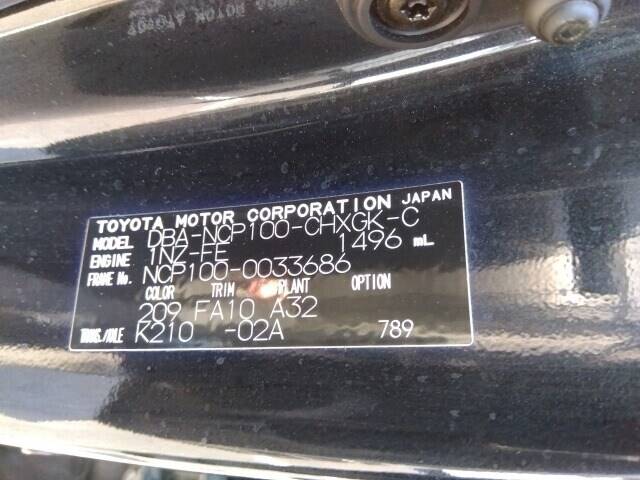 TOYOTA MOTOR CORPORATION JAPAN
MODEL DBA-NCP100-CHXGK-C
ENGINE 1NZ-FE 1496 mL
FRAME No. NCP100-0033686
COLOR TRIM PLANT OPTION
209 FA10 A32
TRANS./AXLE K210 -02A 789